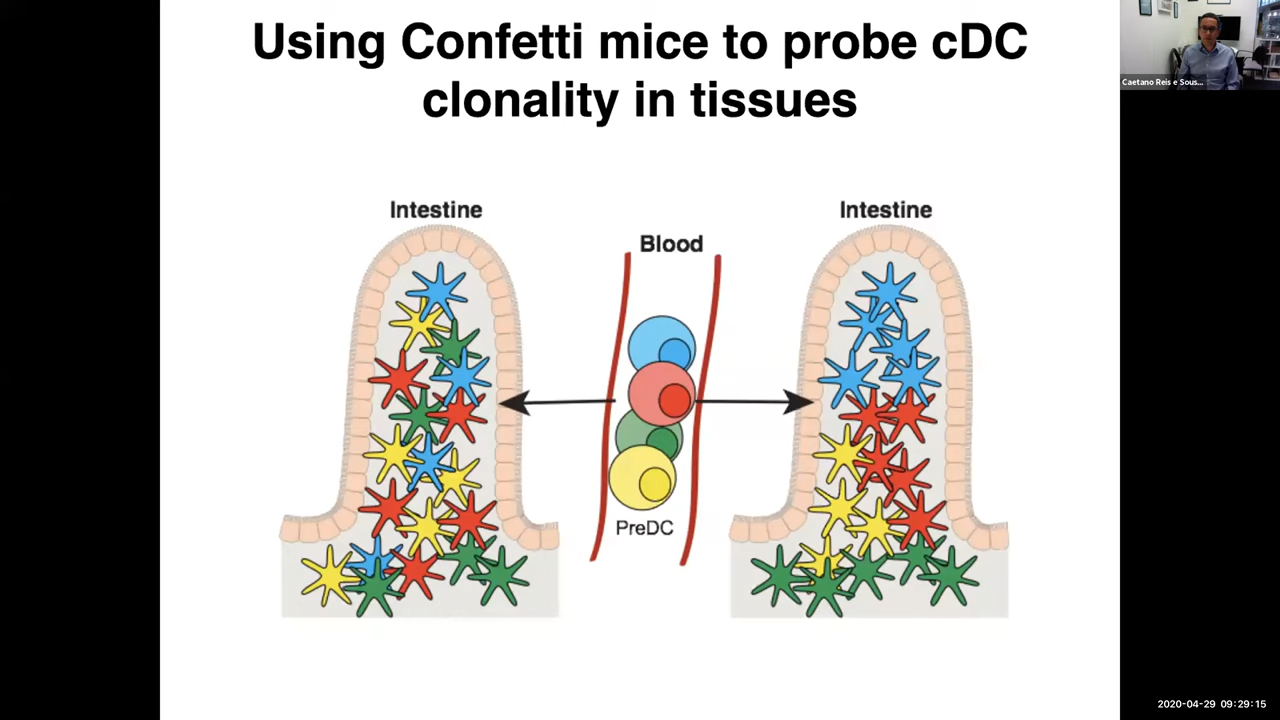 Using Confetti mice to probe cDC
clonality in tissues
Caetano Reis e Sous...
Intestine
Blood
Intestine
PreDC
2020-04-29 09:29:15